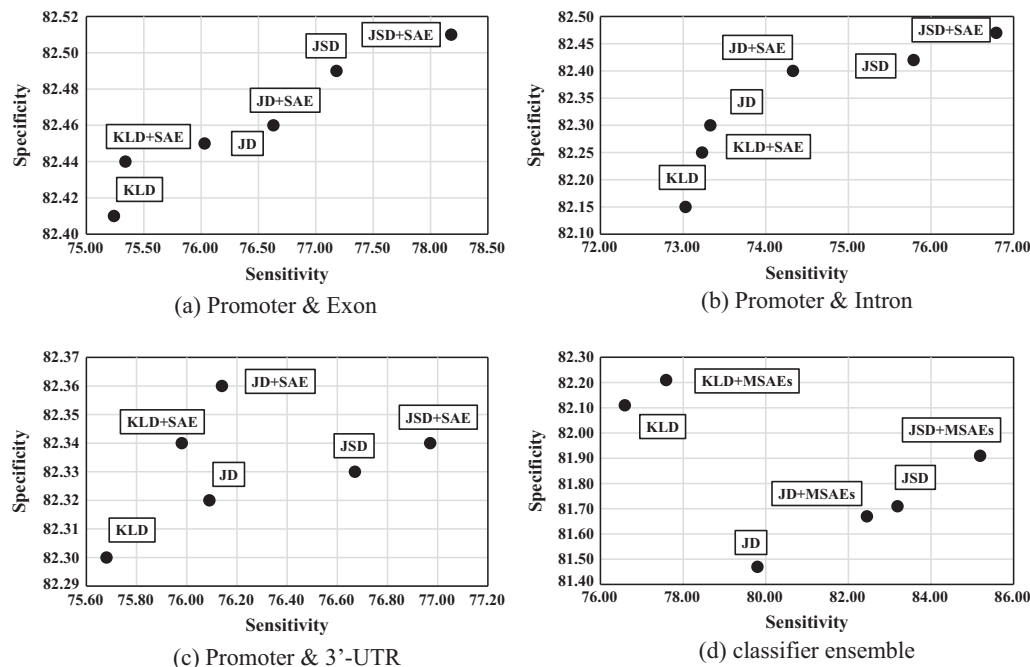 82.52
82.50
82.48
82.46
82.44
82.42
82.40
Specificity
JSD
JSD+SAE
JD+SAE
KLD+SAE
JD
KLD
75.00 75.50 76.00 76.50 77.00 77.50 78.00 78.50
Sensitivity
(a) Promoter & Exon
82.50
82.45
82.40
82.35
82.30
82.25
82.20
82.15
82.10
Specificity
JSD+SAE
JD+SAE
JSD
JD
KLD+SAE
KLD
72.00 73.00 74.00 75.00 76.00 77.00
Sensitivity
(b) Promoter & Intron
82.37
82.36
82.35
82.34
82.33
82.32
82.31
82.30
82.29
Specificity
JD+SAE
KLD+SAE
JSD+SAE
JSD
JD
KLD
75.60 75.80 76.00 76.20 76.40 76.60 76.80 77.00 77.20
Sensitivity
(c) Promoter & 3’-UTR
82.30
82.20
82.10
82.00
81.90
81.80
81.70
81.60
81.50
81.40
Specificity
KLD+MSAEs
KLD
JSD+MSAEs
JSD
JD+MSAEs
JD
76.00 78.00 80.00 82.00 84.00 86.00
Sensitivity
(d) classifier ensemble